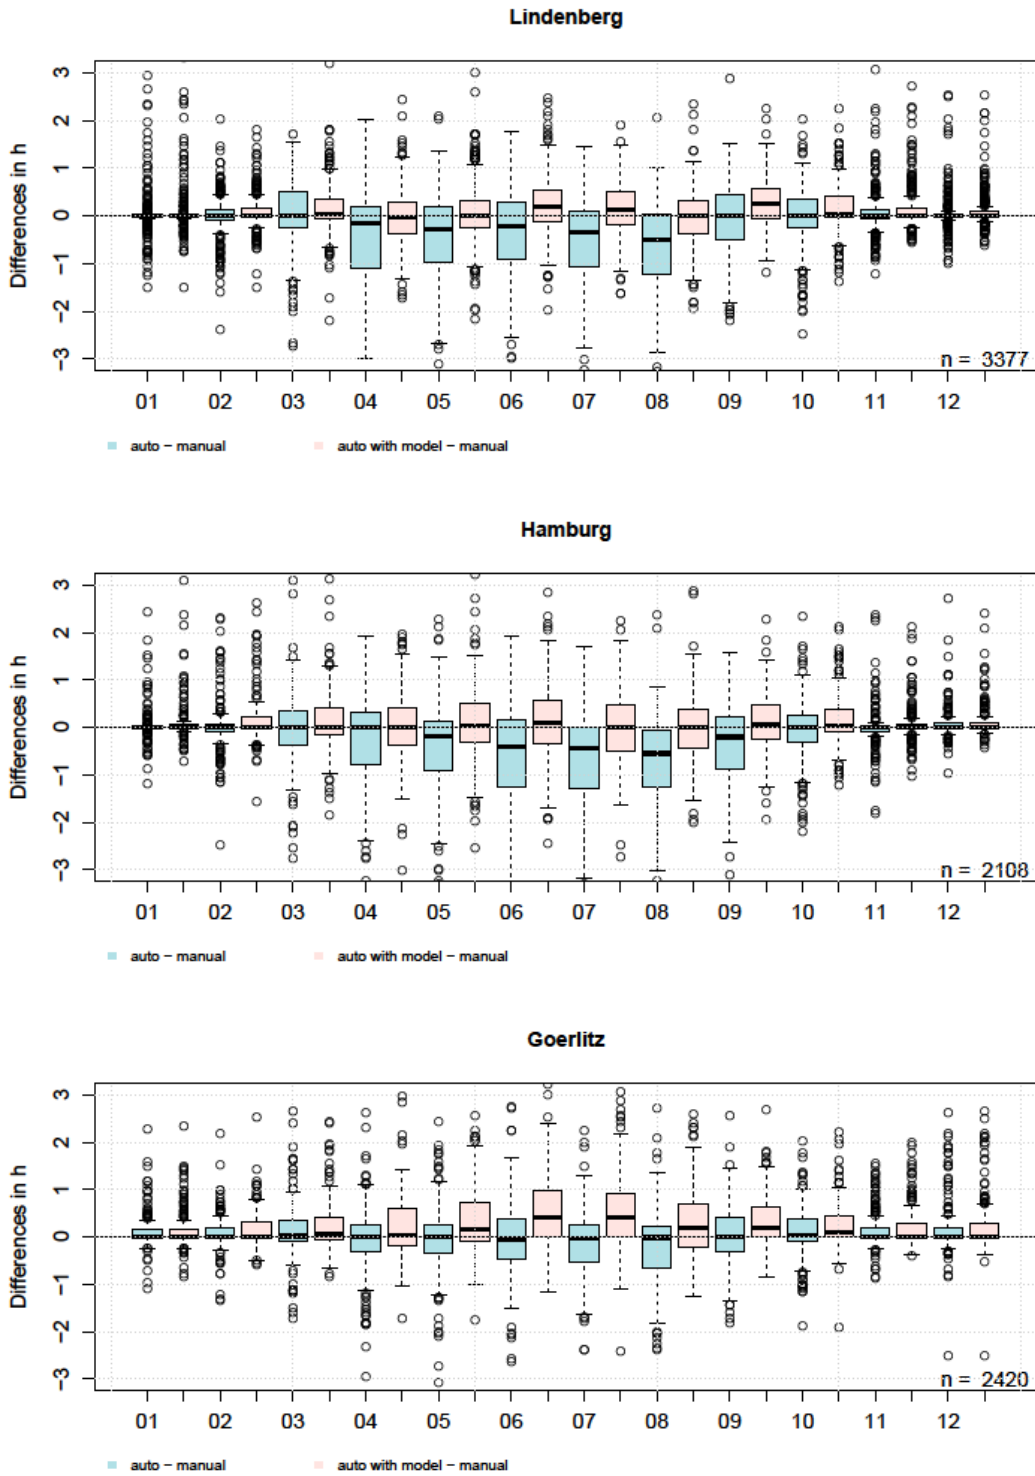 Lindenberg
Differences in h
3
2
1
0
−1
−2
−3
n = 3377
01 02 03 04 05 06 07 08 09 10 11 12
auto − manual auto with model − manual
Hamburg
Differences in h
3
2
1
0
−1
−2
−3
n = 2108
01 02 03 04 05 06 07 08 09 10 11 12
auto − manual auto with model − manual
Goerlitz
Differences in h
3
2
1
0
−1
−2
−3
n = 2420
01 02 03 04 05 06 07 08 09 10 11 12
auto − manual auto with model − manual